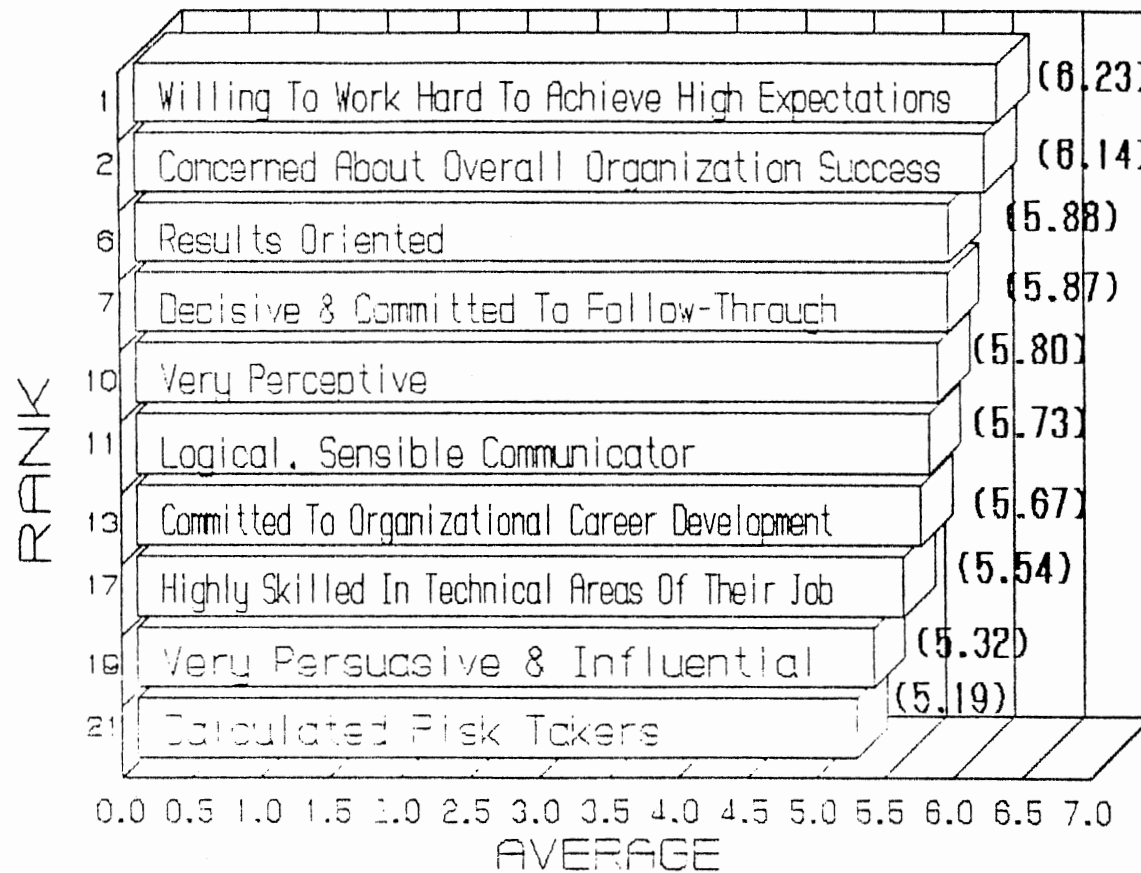 1 Willing To Work Hard To Achieve High Expectations (6.23)
2 Concerned About Overall Organization Success (6.14)
6 Results Oriented (5.88)
7 Decisive & Committed To Follow-Through (5.87)
10 Very Perceptive (5.80)
11 Logical, Sensible Communicator (5.73)
13 Committed To Organizational Career Development (5.67)
17 Highly Skilled In Technical Areas Of Their Job (5.54)
Very Persuasive & Influential (5.32)
21 Calculated Risk Takers (5.19)
RANK
0.0 0.5 1.0 1.5 2.0 2.5 3.0 3.5 4.0 4.5 5.0 5.5 6.0 6.5 7.0
AVERAGE